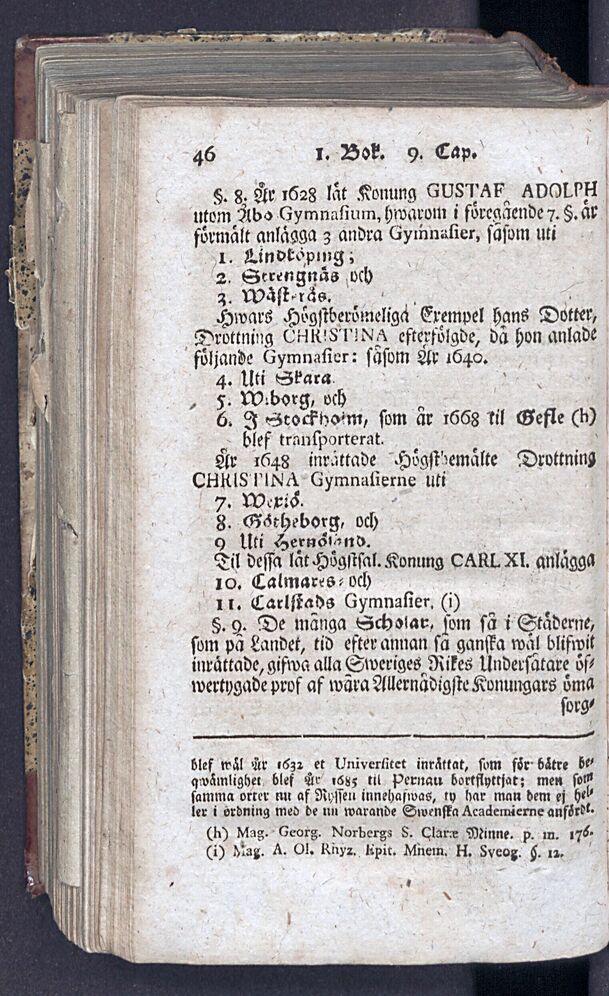 46 1. Bok. 9. Cap.
§. 8. År 1628 lät Konung GUSTAF ADOLPH
utom Åbo Gymnasium, hwarom i föregående 7. §. är
förmält anlägga 3 andra Gymnasier, såsom uti
1. Lindköping;
2. Strengnäs och
3. Wäst-rås.
Hwars Högstberömeliga Exempel hans Dotter,
Drottning CHRISTINA efterfölgde, då hon anlade
följande Gymnasier: såsom År 1640.
4. Uti Skara.
5. Wiborg, och
6. I Stockholm, som är 1668 til Gefle (h)
blef transporterat.
År 1648 inrättade Högstbemälte Drottning
CHRISTINA Gymnasierne uti
7. Wexiö.
8. Götheborg, och
9 Uti Hernösand.
Til dessa lät Högstsal. Konung CARL XI. anlägga
10. Calmares- och
11. Carlstads Gymnasier. (i)
§. 9. De många Scholar, som så i Städerne,
som på Landet, tid efter annan så ganska wäl blifwit
inrättade, gifwa alla Sweriges Rikes Undersåtare öf-
wertygade prof af wåra Allernådigste Konungars öma
sorg-
blef wäl År 1632 et Universitet inrättat, som för bätre be-
qwämlighet blef År 1685 til Pernau bortflyttjat; men som
samma orter nu af Ryssen innehafwas, ty har man dem ej hel-
ler i ordning med de nu warande Swenska Academierne anfördt.
(h) Mag. Georg. Norbergs S. Claræ Minne. p. m. 176.
(i) Mag. A. Ol. Rhyz. Epit. Mnem. H. Sveog. §. 12.